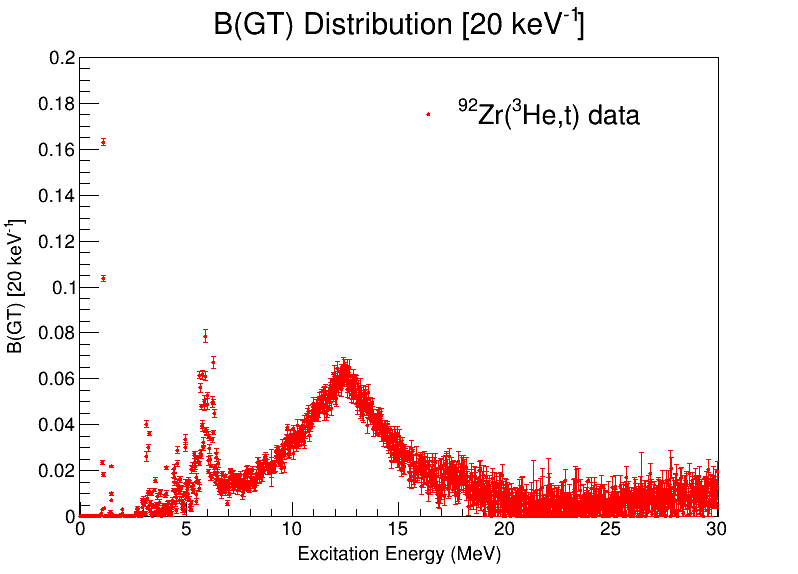 B(GT) Distribution [20 keV⁻¹]
⁹²Zr(³He,t) data
B(GT) [20 keV⁻¹]
0.2
0.18
0.16
0.14
0.12
0.1
0.08
0.06
0.04
0.02
0
0 5 10 15 20 25 30
Excitation Energy (MeV)